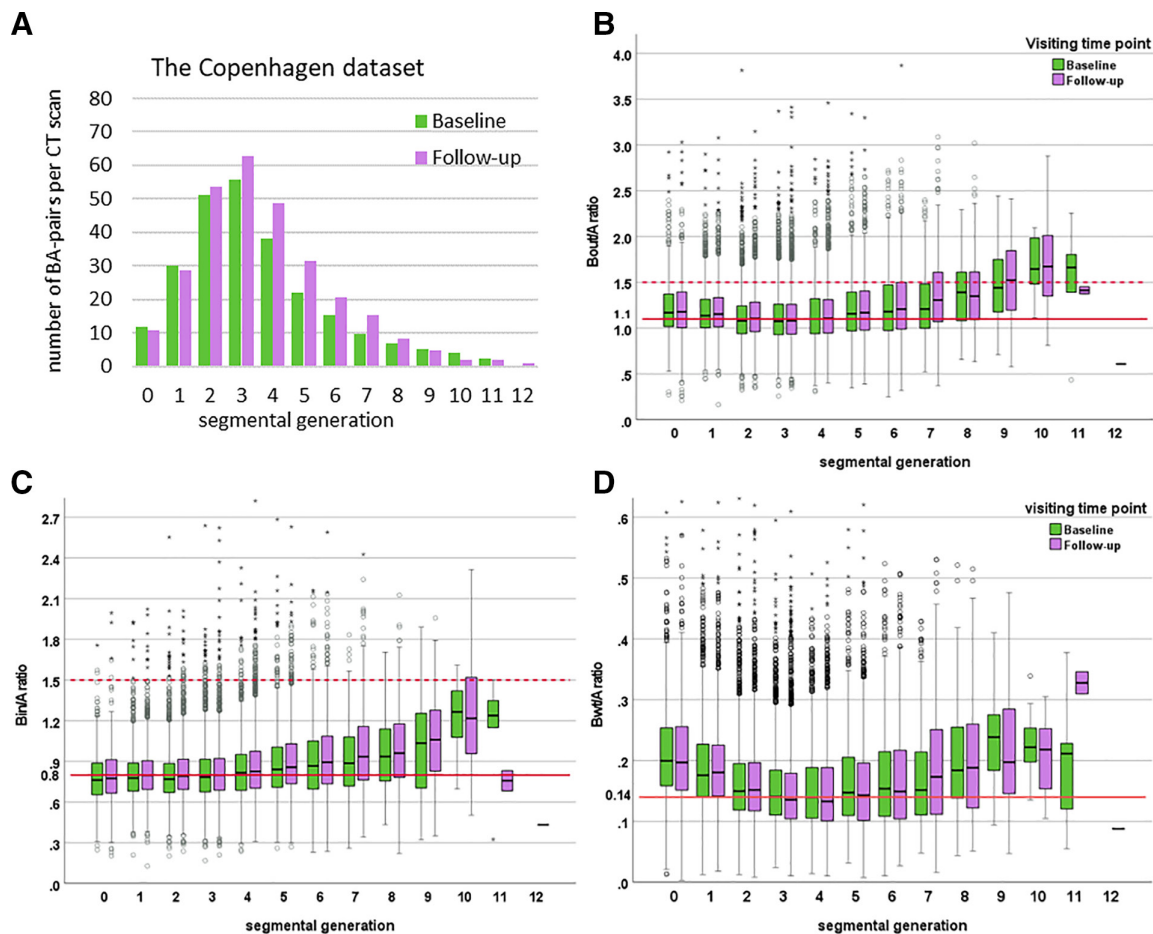 A
The Copenhagen dataset
number of BA-pairs per CT scan
80
70
60
50
40
30
20
10
0
Baseline
Follow-up
0 1 2 3 4 5 6 7 8 9 10 11 12
segmental generation
B
Visiting time point
Baseline
Follow-up
Bout/A ratio
4.0
3.5
3.0
2.5
2.0
1.5
1.1
1.0
.5
.0
0 1 2 3 4 5 6 7 8 9 10 11 12
segmental generation
C
Bin/A ratio
2.7
2.4
2.1
1.8
1.5
1.2
.9
0.8
.6
.3
.0
0 1 2 3 4 5 6 7 8 9 10 11 12
segmental generation
D
visiting time point
Baseline
Follow-up
Bwt/A ratio
.6
.5
.4
.3
.2
0.14
.1
.0
0 1 2 3 4 5 6 7 8 9 10 11 12
segmental generation